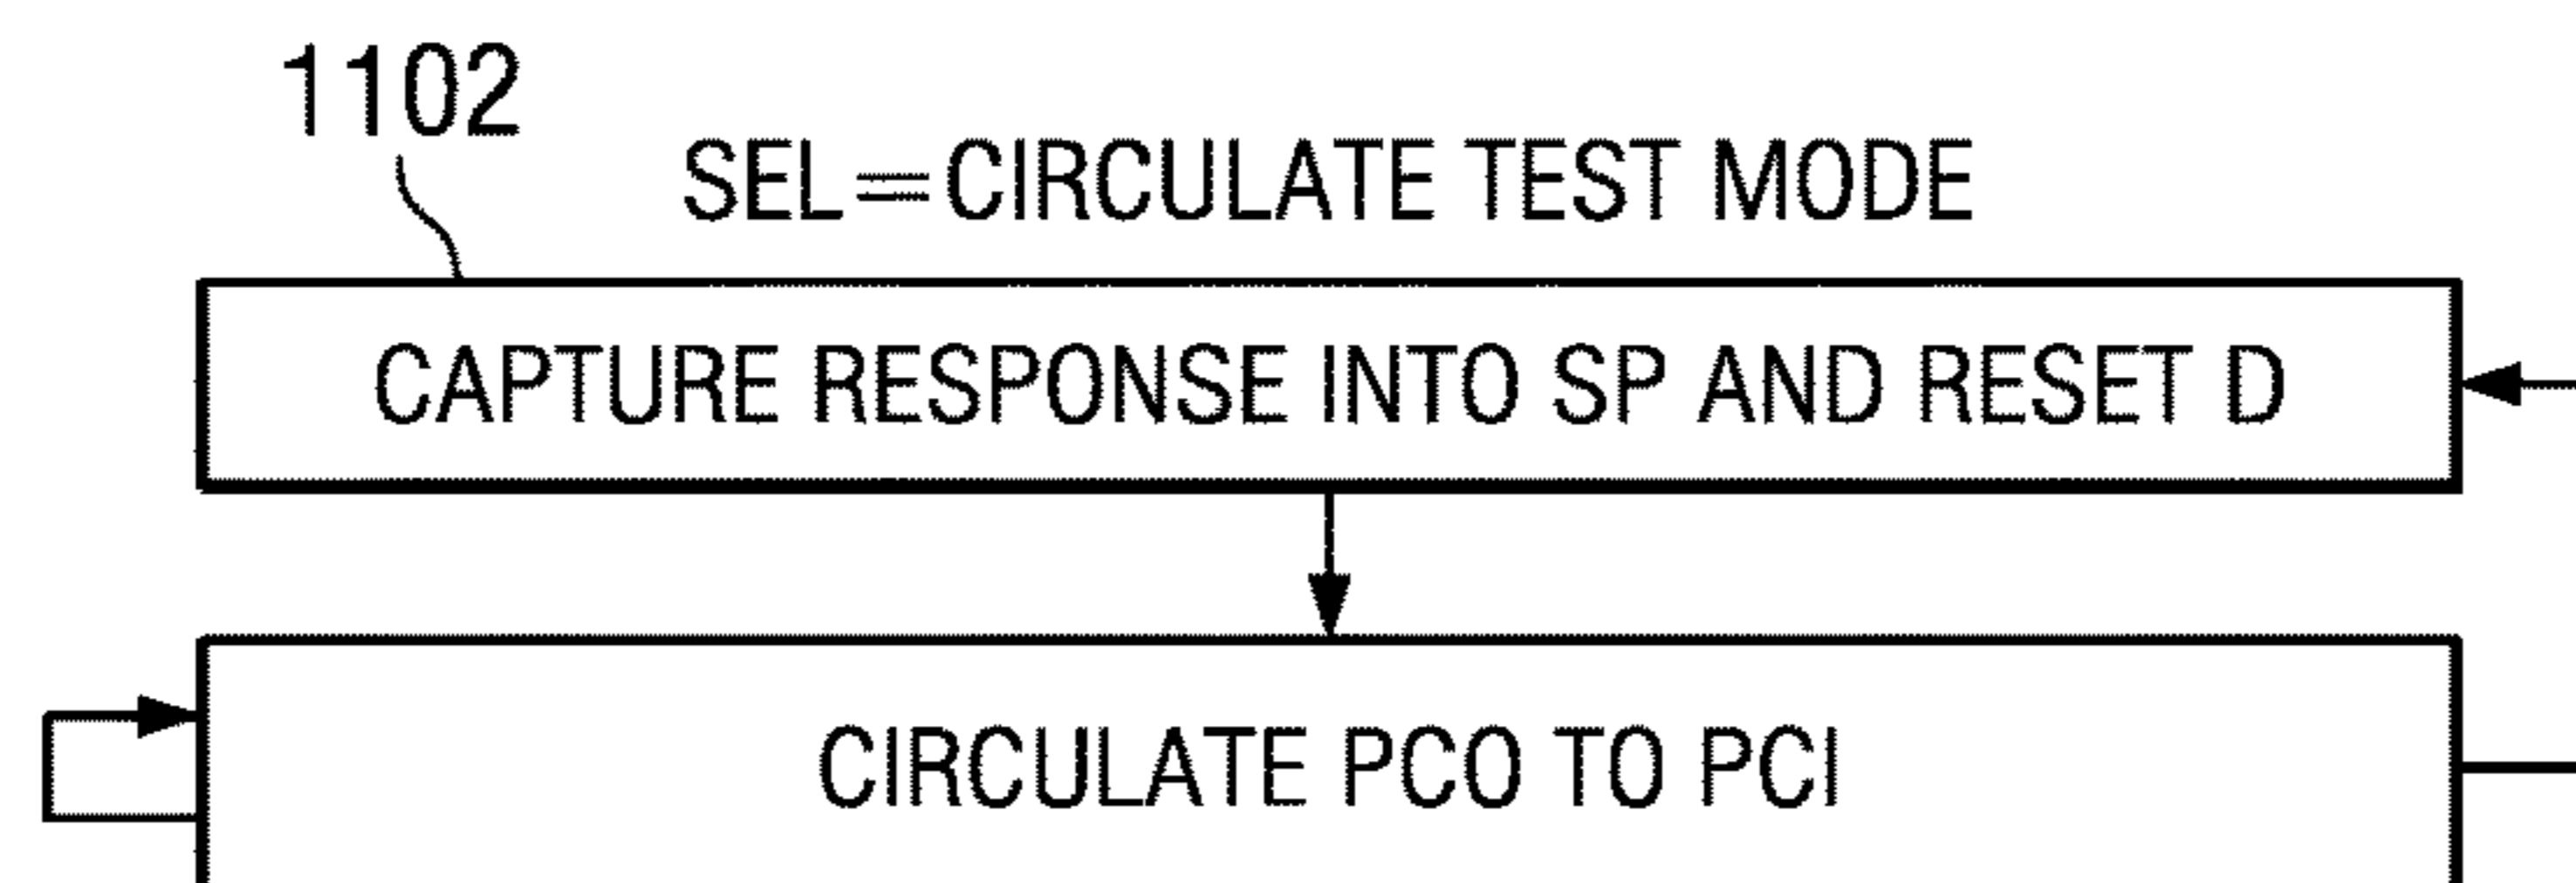 1102
SEL=CIRCULATE TEST MODE
CAPTURE RESPONSE INTO SP AND RESET D
CIRCULATE PCO TO PCI